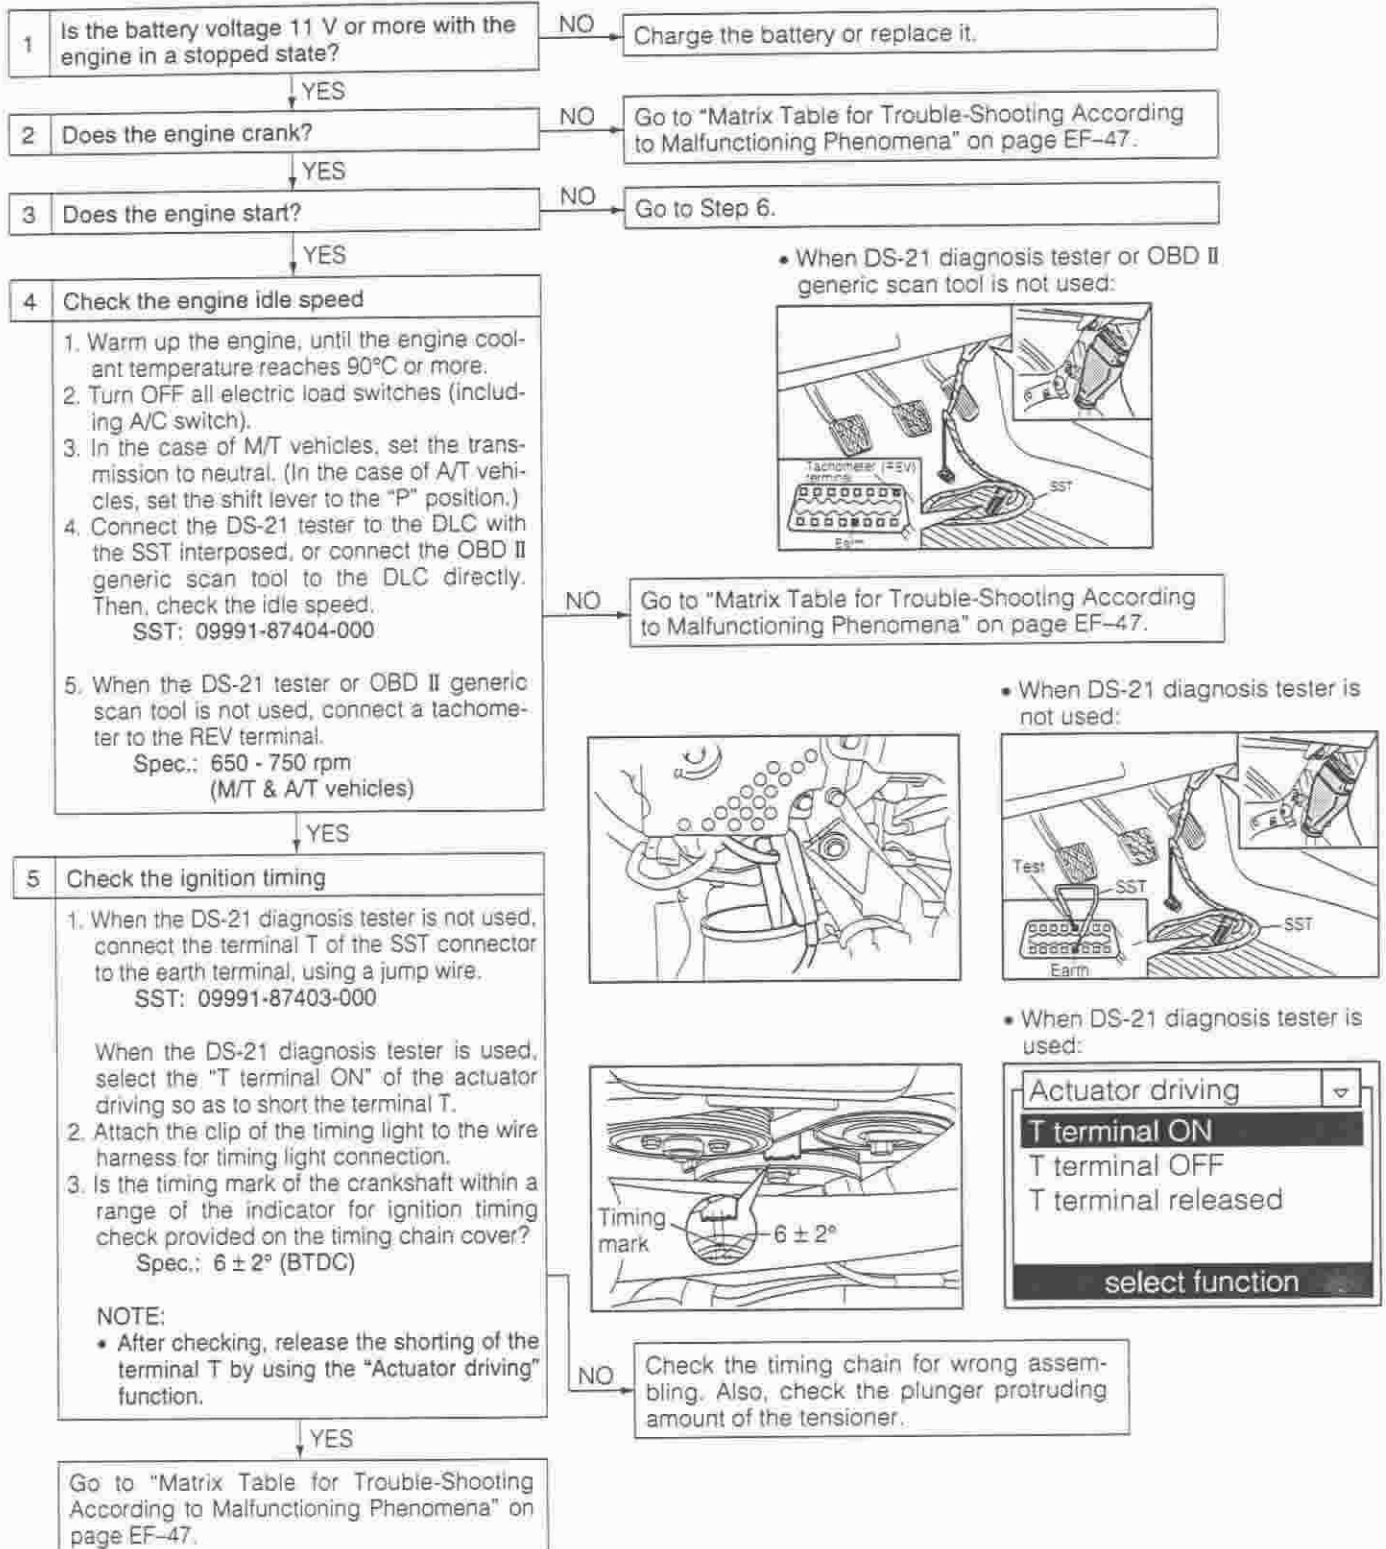 1
Is the battery voltage 11 V or more with the
engine in a stopped state?
NO
Charge the battery or replace it.
YES
2
Does the engine crank?
NO
Go to "Matrix Table for Trouble-Shooting According
to Malfunctioning Phenomena" on page EF–47.
YES
3
Does the engine start?
NO
Go to Step 6.
YES
4
Check the engine idle speed
1. Warm up the engine, until the engine cool-
ant temperature reaches 90°C or more.
2. Turn OFF all electric load switches (includ-
ing A/C switch).
3. In the case of M/T vehicles, set the trans-
mission to neutral. (In the case of A/T vehi-
cles, set the shift lever to the "P" position.)
4. Connect the DS-21 tester to the DLC with
the SST interposed, or connect the OBD II
generic scan tool to the DLC directly.
Then, check the idle speed.
SST: 09991-87404-000
5. When the DS-21 tester or OBD II generic
scan tool is not used, connect a tachome-
ter to the REV terminal.
Spec.: 650 - 750 rpm
(M/T & A/T vehicles)
• When DS-21 diagnosis tester or OBD II
generic scan tool is not used:
Tachometer (REV)
terminal
SST
NO
Go to "Matrix Table for Trouble-Shooting According
to Malfunctioning Phenomena" on page EF–47.
YES
5
Check the ignition timing
1. When the DS-21 diagnosis tester is not used,
connect the terminal T of the SST connector
to the earth terminal, using a jump wire.
SST: 09991-87403-000
When the DS-21 diagnosis tester is used,
select the "T terminal ON" of the actuator
driving so as to short the terminal T.
2. Attach the clip of the timing light to the wire
harness for timing light connection.
3. Is the timing mark of the crankshaft within a
range of the indicator for ignition timing
check provided on the timing chain cover?
Spec.: 6 ± 2° (BTDC)
NOTE:
• After checking, release the shorting of the
terminal T by using the "Actuator driving"
function.
• When DS-21 diagnosis tester is
not used:
Test
SST
SST
Earth
• When DS-21 diagnosis tester is
used:
Actuator driving
T terminal ON
T terminal OFF
T terminal released
select function
Timing
mark
6 ± 2°
NO
Check the timing chain for wrong assem-
bling. Also, check the plunger protruding
amount of the tensioner.
YES
Go to "Matrix Table for Trouble-Shooting
According to Malfunctioning Phenomena" on
page EF–47.